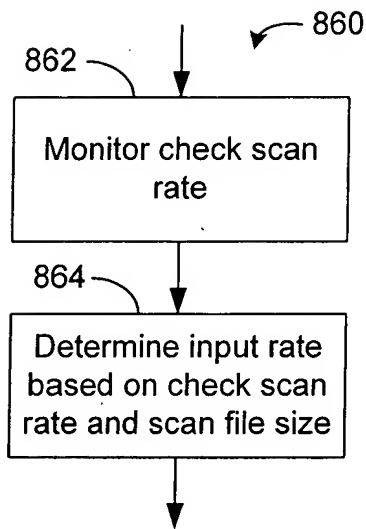 860
862
Monitor check scan
rate
864
Determine input rate
based on check scan
rate and scan file size